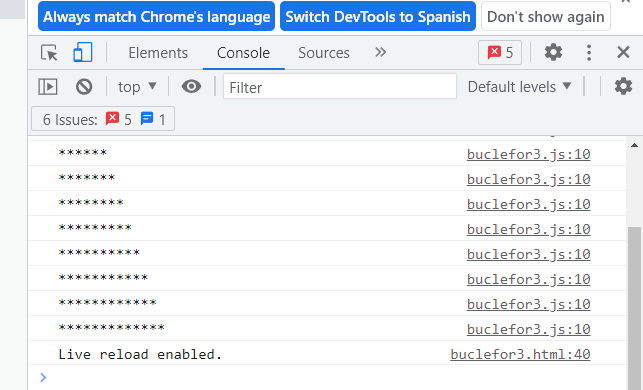 Always match Chrome's language Switch DevTools to Spanish Don't show again
Elements Console Sources 5
top Filter Default levels
6 Issues: 5 1
****** buclefor3.js:10
******* buclefor3.js:10
******** buclefor3.js:10
********* buclefor3.js:10
********** buclefor3.js:10
*********** buclefor3.js:10
************ buclefor3.js:10
************* buclefor3.js:10
Live reload enabled. buclefor3.html:40